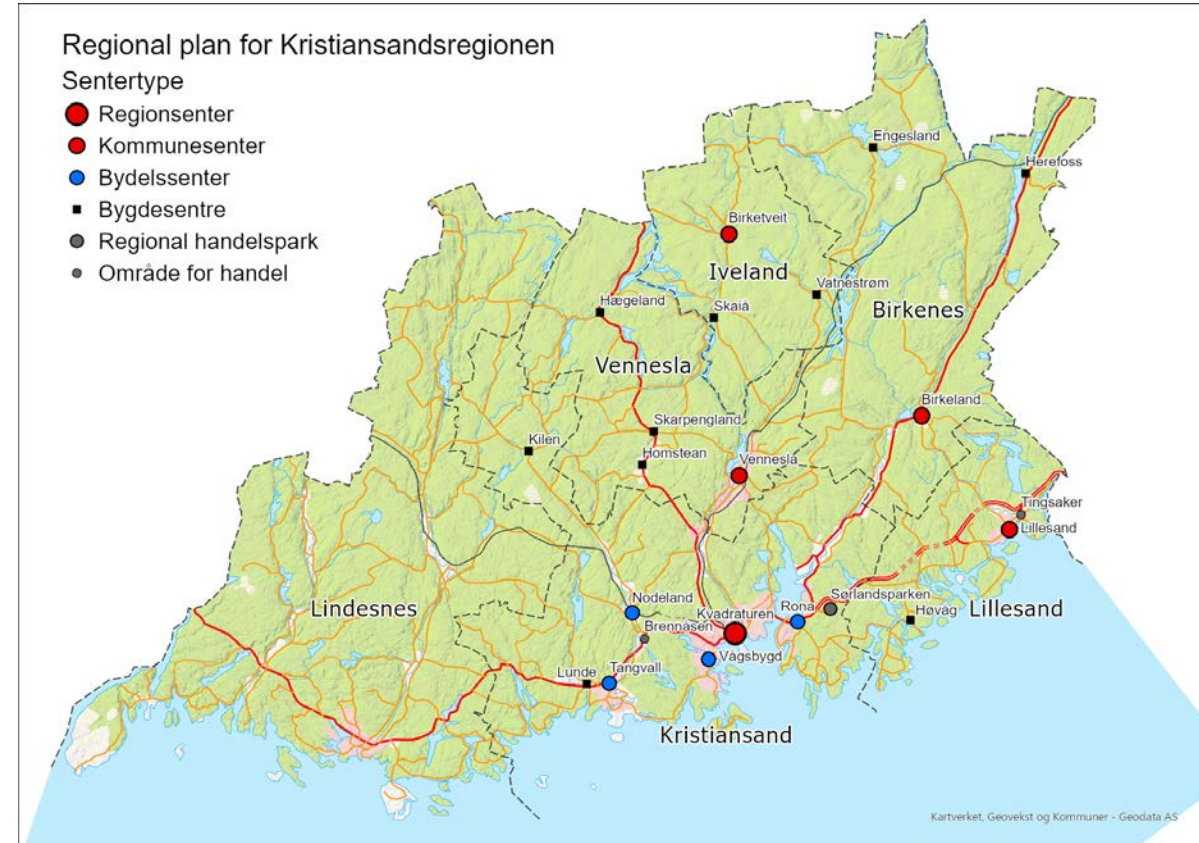 Regional plan for Kristiansandsregionen
Sentertype
Regionsenter
Kommunesenter
Bydelssenter
Bygdesentre
Regional handelspark
Område for handel
Engesland
Herefoss
Birketveit
Iveland
Vatnestrøm
Hægeland
Skaiå
Birkenes
Vennesla
Birkeland
Skarpengland
Kilen
Homstean
Vennesla
Tingsaker
Lillesand
Lindesnes
Nodeland
Kvadraturen
Rona
Sørlandsparken
Høvåg
Lillesand
Brennåsen
Vågsbygd
Lunde
Tangvall
Kristiansand
Kartverket, Geovekst og Kommuner - Geodata AS